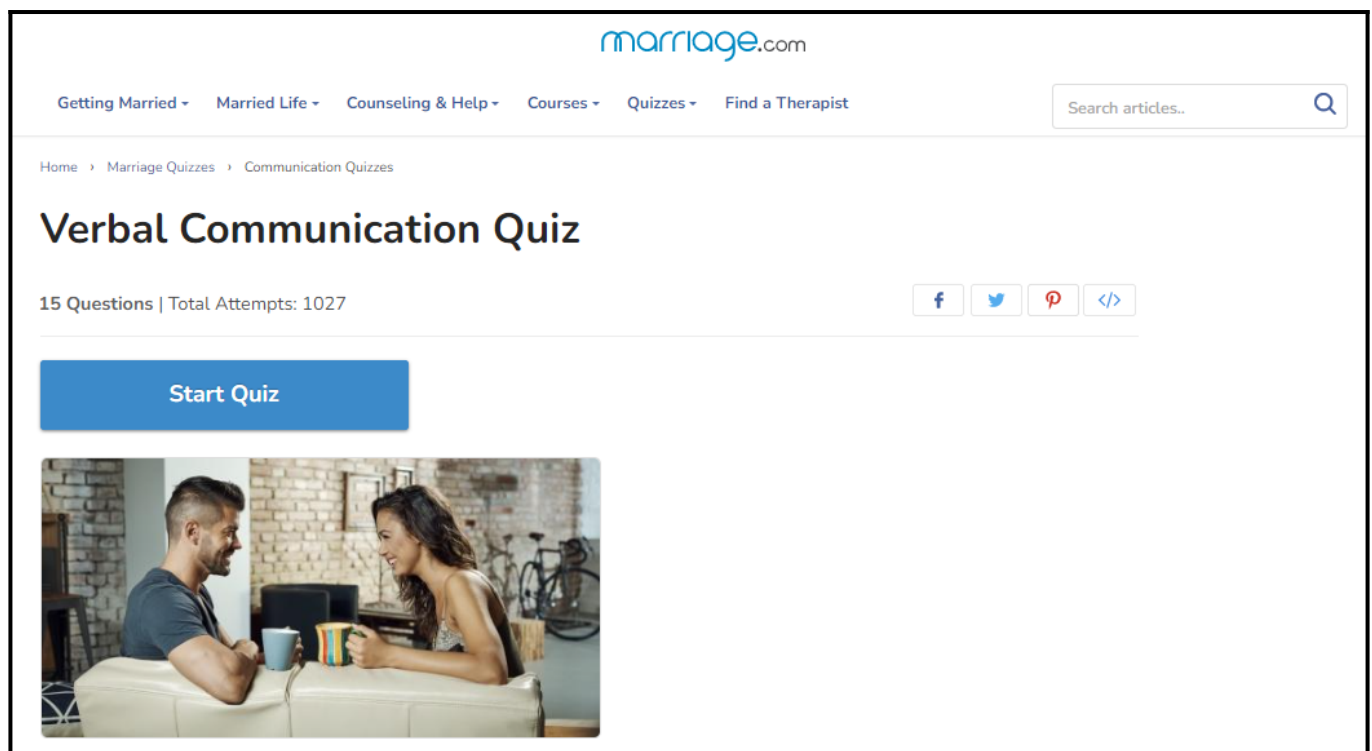 marriage.com
Getting Married Married Life Counseling & Help Courses Quizzes Find a Therapist Search articles..
Home › Marriage Quizzes › Communication Quizzes
Verbal Communication Quiz
15 Questions | Total Attempts: 1027 f </>
Start Quiz